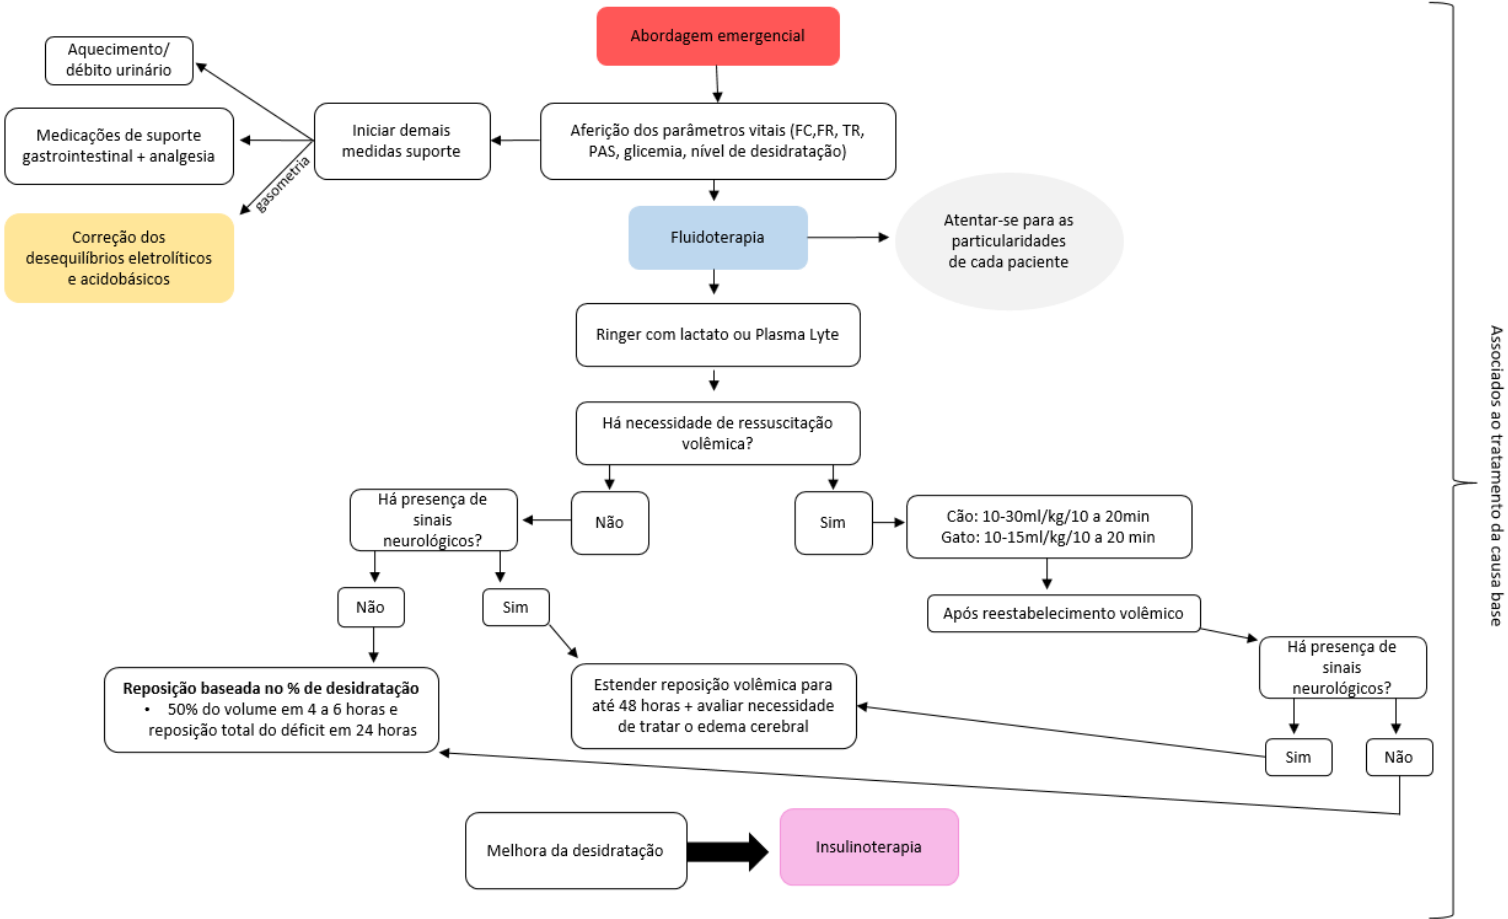 Abordagem emergencial
Aquecimento/
débito urinário
Medicações de suporte
gastrointestinal + analgesia
Iniciar demais
medidas suporte
Aferição dos parâmetros vitais (FC,FR, TR,
PAS, glicemia, nível de desidratação)
gasometria
Correção dos
desequilíbrios eletrolíticos
e acidobásicos
Fluidoterapia
Atentar-se para as
particularidades
de cada paciente
Ringer com lactato ou Plasma Lyte
Há necessidade de ressuscitação
volêmica?
Há presença de
sinais
neurológicos?
Não
Sim
Cão: 10-30ml/kg/10 a 20min
Gato: 10-15ml/kg/10 a 20 min
Não
Sim
Após reestabelecimento volêmico
Há presença de
sinais
neurológicos?
Reposição baseada no % de desidratação
• 50% do volume em 4 a 6 horas e
reposição total do déficit em 24 horas
Estender reposição volêmica para
até 48 horas + avaliar necessidade
de tratar o edema cerebral
Sim
Não
Melhora da desidratação
Insulinoterapia
Associados ao tratamento da causa base